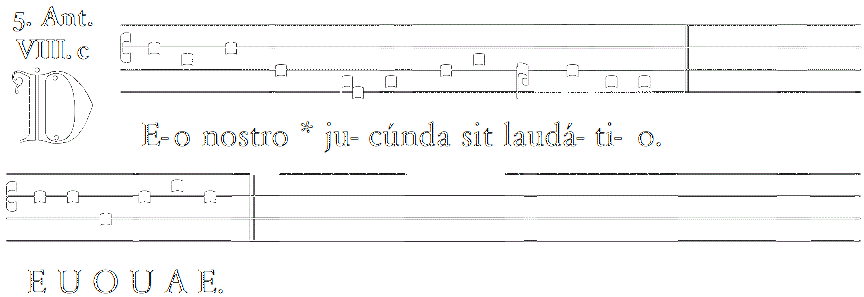 5. Ant.
VIII. c
DE-o nostro * ju- cúnda sit laudá- ti- o.
E U O U A E.